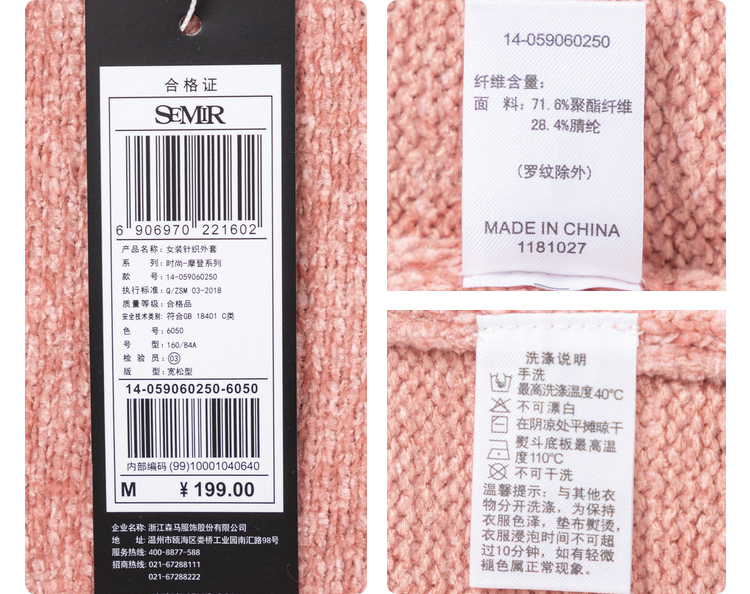 合格证
SEMIR
6 906970 221602
产品名称: 女装针织外套
系 列: 时尚-摩登系列
款 号: 14-059060250
执行标准: Q/ZSM 03-2018
质量等级: 合格品
安全技术类别: 符合GB 18401 C类
色 号: 6050
号 型: 160/84A
检 验 员: 03
版 型: 宽松型
14-059060250-6050
内部编码 (99)10001040640
M ¥199.00
企业名称: 浙江森马服饰股份有限公司
地 址: 温州市瓯海区娄桥工业园南汇路98号
服务热线: 400-8877-588
招商热线: 021-67288111
021-67288222
14-059060250
纤维含量:
面 料: 71.6%聚酯纤维
28.4%腈纶
(罗纹除外)
MADE IN CHINA
1181027
洗涤说明
手洗
最高洗涤温度40℃
不可漂白
在阴凉处平摊晾干
熨斗底板最高温
度110℃
不可干洗
温馨提示: 与其他衣
物分开洗涤, 为保持
衣服色泽, 垫布熨烫,
衣服浸泡时间不可超
过10分钟, 如有轻微
褪色属正常现象。